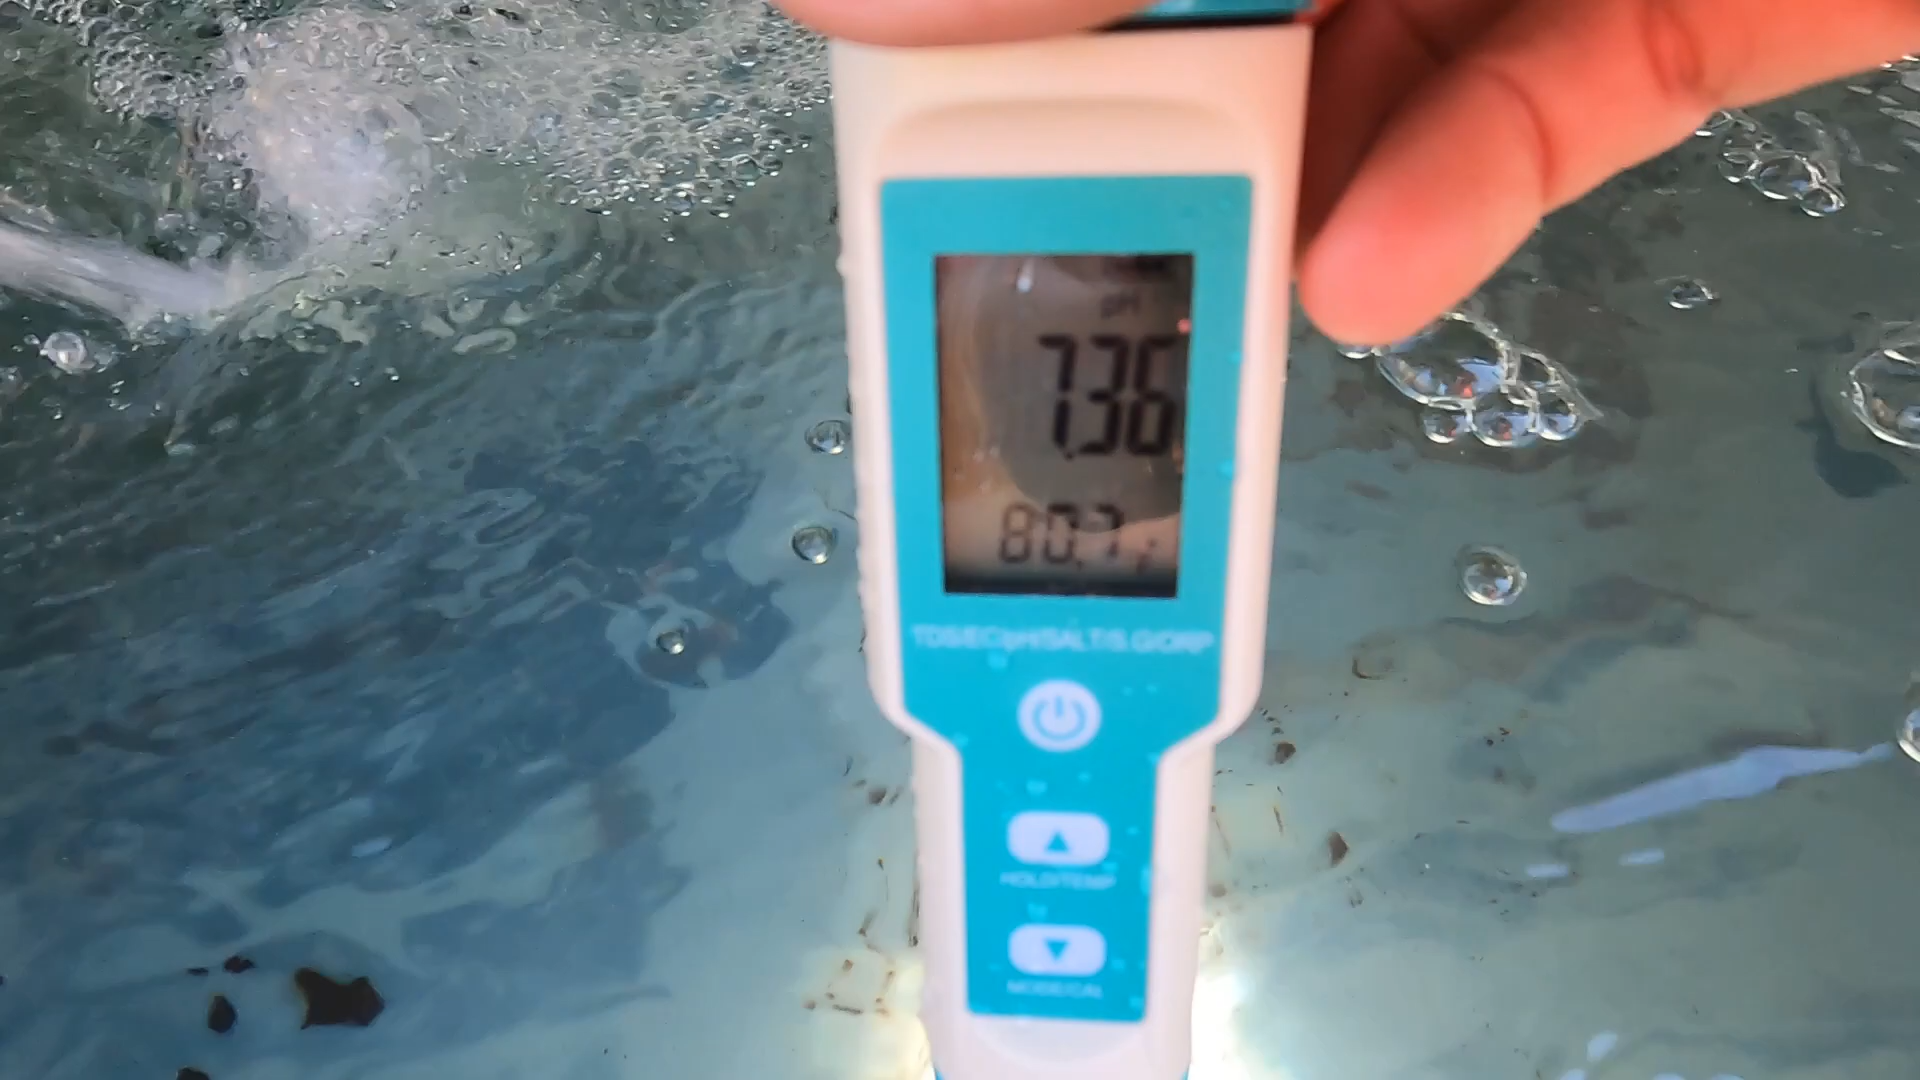 pH
7.36
80.7
TDS/EC/pH/SALT/S.G/ORP
HOLD/TEMP
MODE/CAL